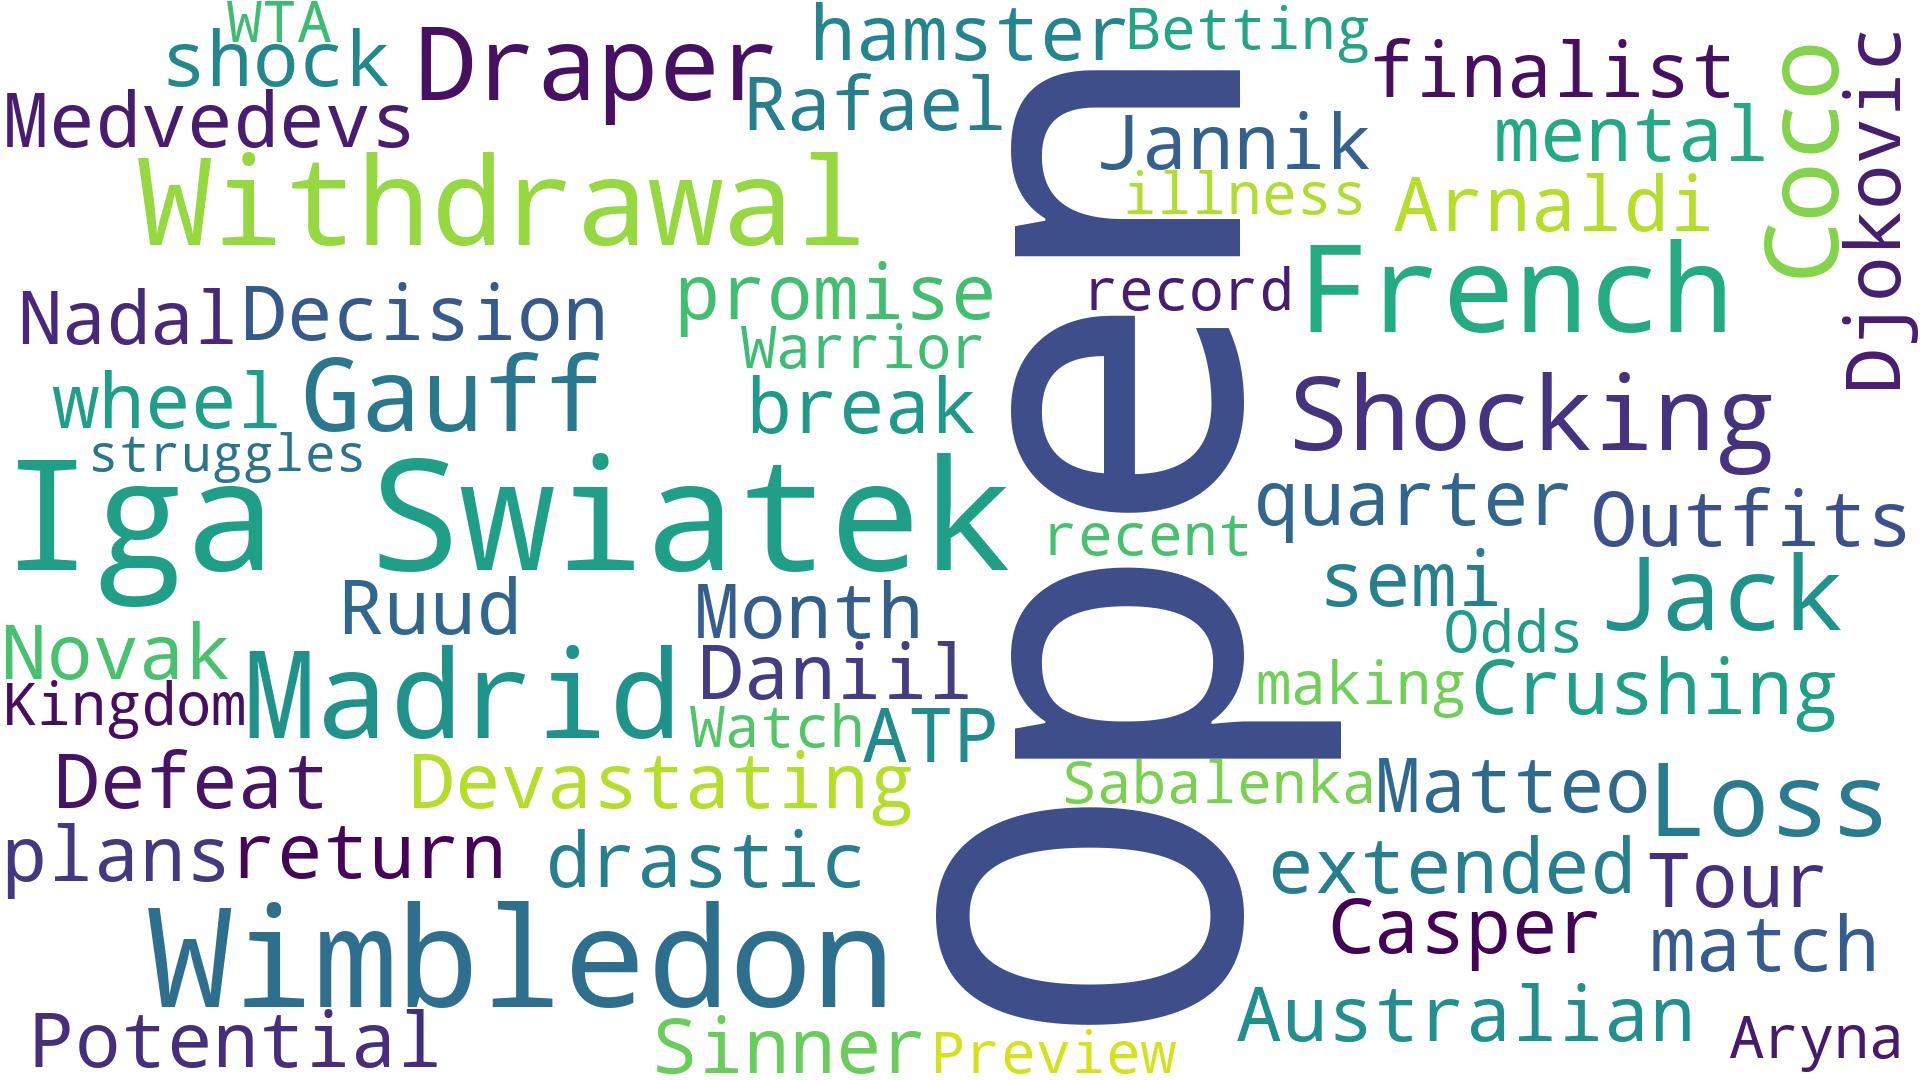 WTA
shock
Draper
hamster
Betting
finalist
Coco
Djokovic
Medvedevs
Rafael
Jannik
mental
Withdrawal
illness
Arnaldi
Open
Nadal
Decision
promise
record
French
Warrior
wheel
Gauff
break
Shocking
struggles
Iga Swiatek
recent
quarter
Outfits
Ruud
Month
semi
Jack
Odds
Novak
Kingdom
Madrid
Daniil
making
Crushing
Watch
ATP
Defeat
Devastating
Sabalenka
Matteo
Loss
plans
return
drastic
extended
Tour
Wimbledon
Casper
match
Potential
Sinner
Preview
Australian
Aryna